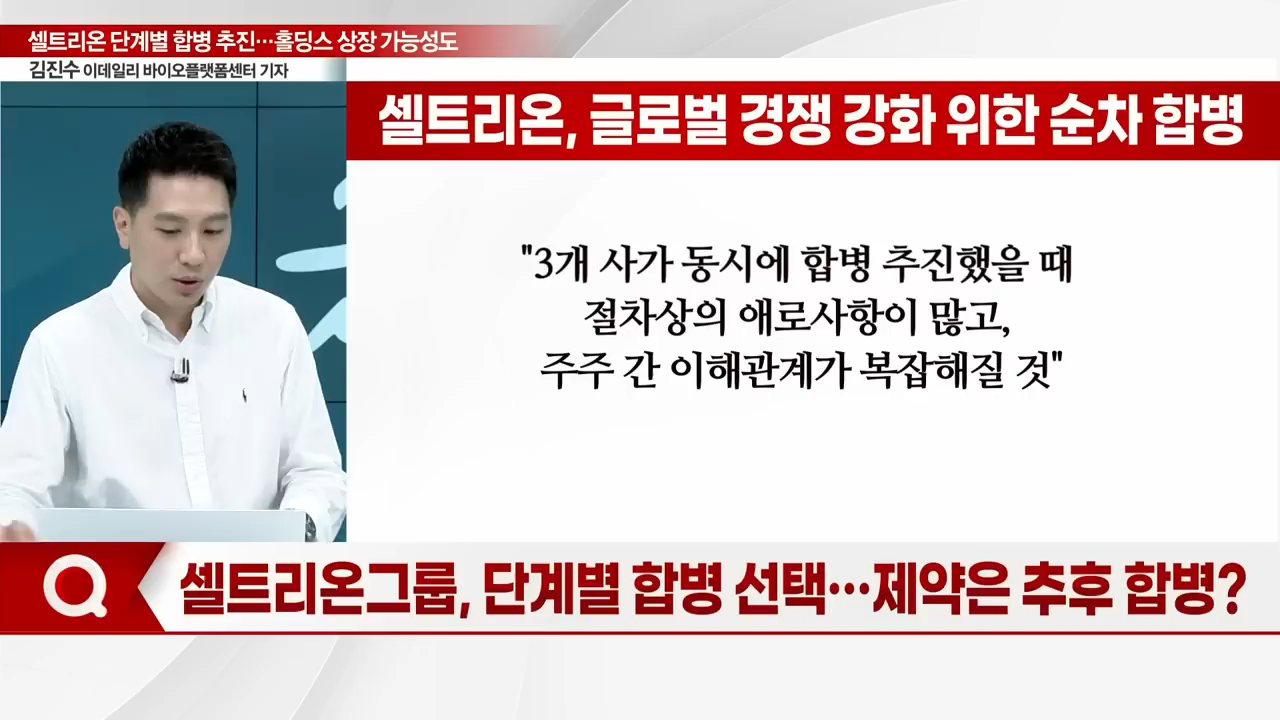 셀트리온 단계별 합병 추진…홀딩스 상장 가능성도
김진수 이데일리 바이오플랫폼센터 기자
셀트리온, 글로벌 경쟁 강화 위한 순차 합병
"3개 사가 동시에 합병 추진했을 때
절차상의 애로사항이 많고,
주주 간 이해관계가 복잡해질 것"
Q 셀트리온그룹, 단계별 합병 선택…제약은 추후 합병?